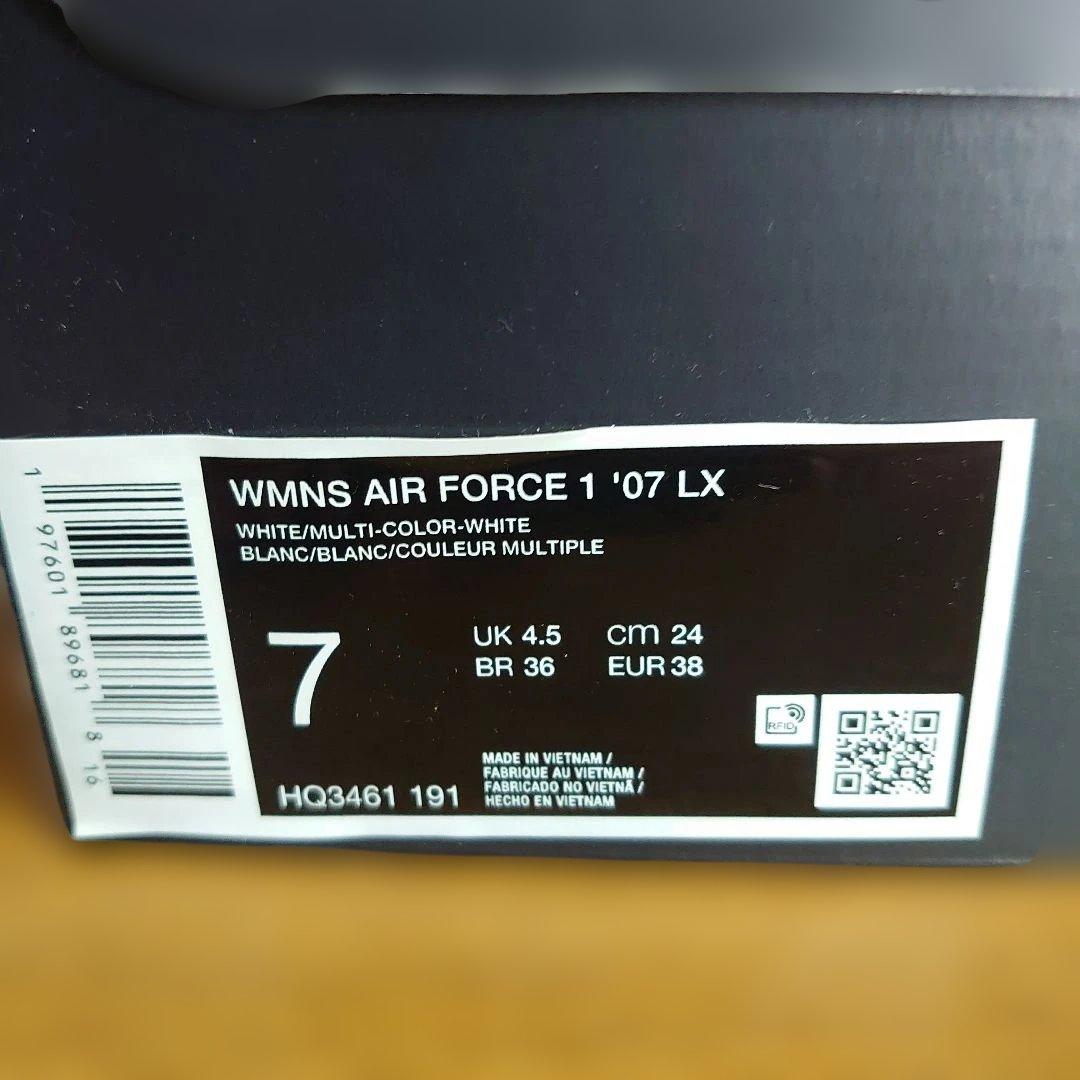 WMNS AIR FORCE 1 '07 LX
WHITE/MULTI-COLOR-WHITE
BLANC/BLANC/COULEUR MULTIPLE
7
UK 4.5 cm 24
BR 36 EUR 38
MADE IN VIETNAM /
FABRIQUE AU VIETNAM /
FABRICADO NO VIETNÃ /
HECHO EN VIETNAM
HQ3461 191
RFID
1 97601 89681 8 16